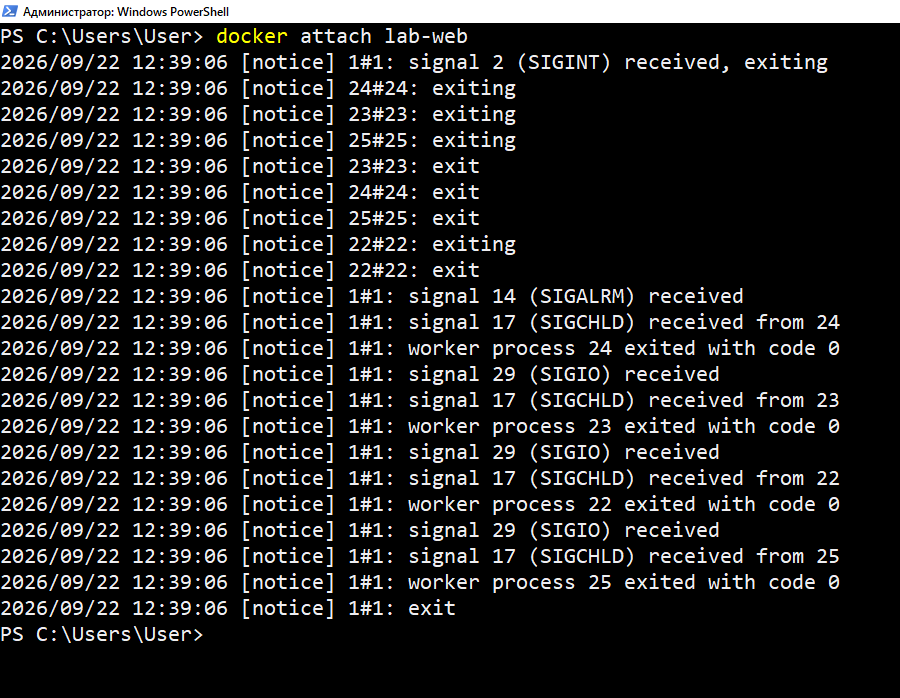 Администратор: Windows PowerShell
PS C:\Users\User> docker attach lab-web
2026/09/22 12:39:06 [notice] 1#1: signal 2 (SIGINT) received, exiting
2026/09/22 12:39:06 [notice] 24#24: exiting
2026/09/22 12:39:06 [notice] 23#23: exiting
2026/09/22 12:39:06 [notice] 25#25: exiting
2026/09/22 12:39:06 [notice] 23#23: exit
2026/09/22 12:39:06 [notice] 24#24: exit
2026/09/22 12:39:06 [notice] 25#25: exit
2026/09/22 12:39:06 [notice] 22#22: exiting
2026/09/22 12:39:06 [notice] 22#22: exit
2026/09/22 12:39:06 [notice] 1#1: signal 14 (SIGALRM) received
2026/09/22 12:39:06 [notice] 1#1: signal 17 (SIGCHLD) received from 24
2026/09/22 12:39:06 [notice] 1#1: worker process 24 exited with code 0
2026/09/22 12:39:06 [notice] 1#1: signal 29 (SIGIO) received
2026/09/22 12:39:06 [notice] 1#1: signal 17 (SIGCHLD) received from 23
2026/09/22 12:39:06 [notice] 1#1: worker process 23 exited with code 0
2026/09/22 12:39:06 [notice] 1#1: signal 29 (SIGIO) received
2026/09/22 12:39:06 [notice] 1#1: signal 17 (SIGCHLD) received from 22
2026/09/22 12:39:06 [notice] 1#1: worker process 22 exited with code 0
2026/09/22 12:39:06 [notice] 1#1: signal 29 (SIGIO) received
2026/09/22 12:39:06 [notice] 1#1: signal 17 (SIGCHLD) received from 25
2026/09/22 12:39:06 [notice] 1#1: worker process 25 exited with code 0
2026/09/22 12:39:06 [notice] 1#1: exit
PS C:\Users\User>